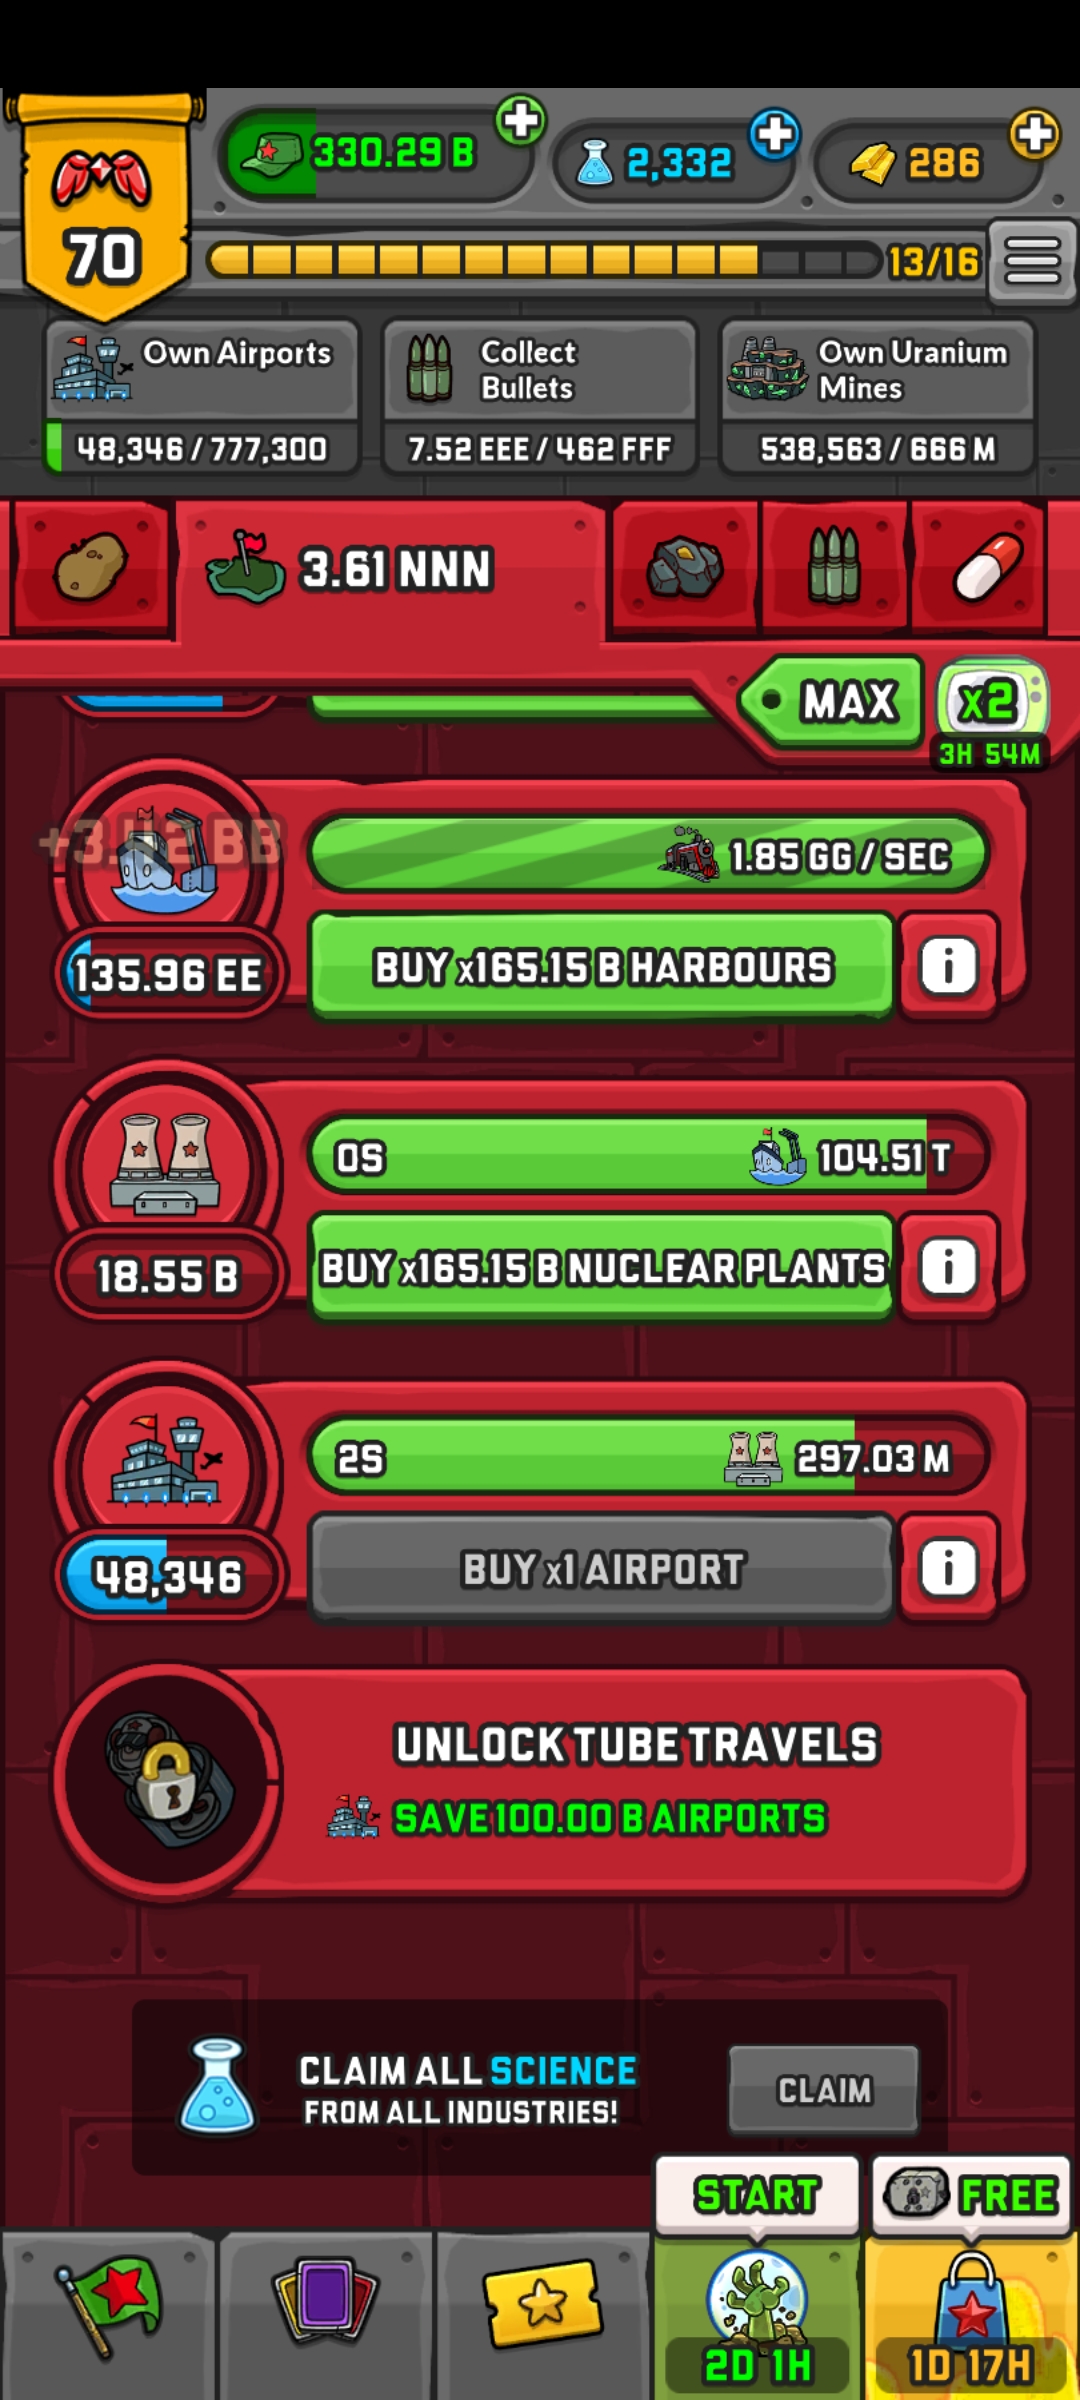 330.29 B
2,332
286
70
13/16
Own Airports
48,346 / 777,300
Collect
Bullets
7.52 EEE / 462 FFF
Own Uranium
Mines
538,563 / 666 M
3.61 NNN
MAX
x2
3H 54M
+3.42 BB
1.85 GG / SEC
135.96 EE
BUY x165.15 B HARBOURS
i
0S
104.51 T
18.55 B
BUY x165.15 B NUCLEAR PLANTS
i
2S
297.03 M
48,346
BUY x1 AIRPORT
i
UNLOCK TUBE TRAVELS
SAVE 100.00 B AIRPORTS
CLAIM ALL SCIENCE
FROM ALL INDUSTRIES!
CLAIM
START
FREE
2D 1H
1D 17H